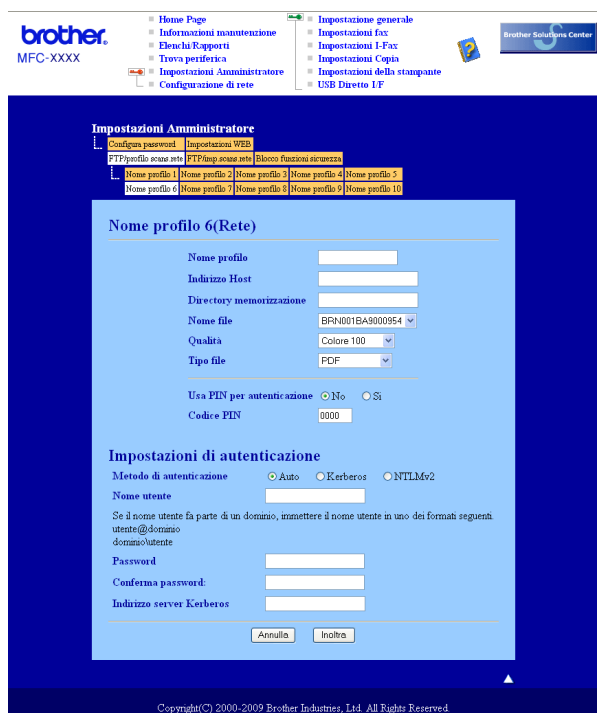 brother
MFC-XXXX
Home Page
Informazioni manutenzione
Elenchi/Rapporti
Trova periferica
Impostazioni Amministratore
Configurazione di rete
Impostazione generale
Impostazioni fax
Impostazioni I-Fax
Impostazioni Copia
Impostazioni della stampante
USB Diretto I/F
Brother Solutions Center
Impostazioni Amministratore
Configura password Impostazioni WEB
FTP/profilo scans.rete FTP/imp.scans.rete Blocco funzioni sicurezza
Nome profilo 1 Nome profilo 2 Nome profilo 3 Nome profilo 4 Nome profilo 5
Nome profilo 6 Nome profilo 7 Nome profilo 8 Nome profilo 9 Nome profilo 10
Nome profilo 6(Rete)
Nome profilo
Indirizzo Host
Directory memorizzazione
Nome file BRN001BA9000954
Qualità Colore 100
Tipo file PDF
Usa PIN per autenticazione No Si
Codice PIN 0000
Impostazioni di autenticazione
Metodo di autenticazione Auto Kerberos NTLMv2
Nome utente
Se il nome utente fa parte di un dominio, immettere il nome utente in uno dei formati seguenti.
utente@dominio
dominio\utente
Password
Conferma password:
Indirizzo server Kerberos
Annulla Inoltra
Copyright(C) 2000-2009 Brother Industries, Ltd. All Rights Reserved.